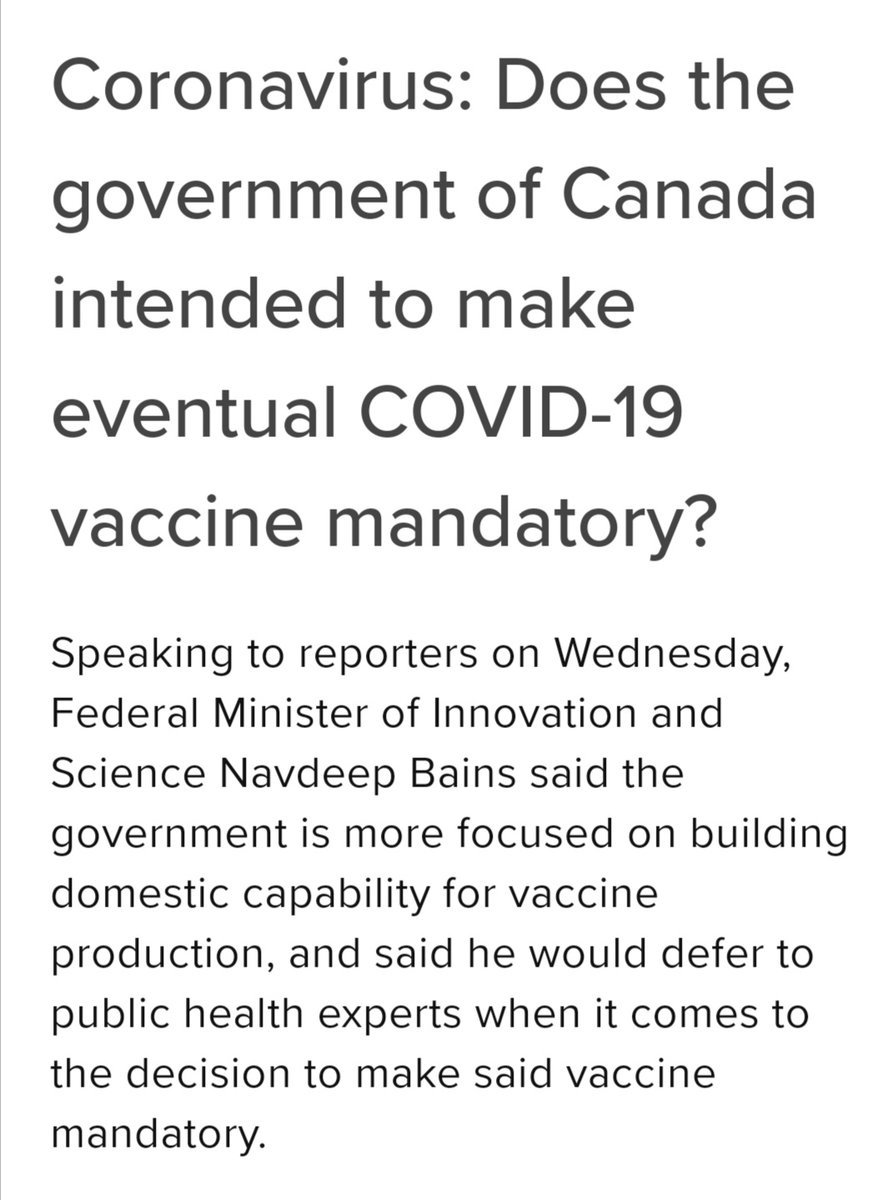 Coronavirus: Does the
government of Canada
intended to make
eventual COVID-19
vaccine mandatory?
Speaking to reporters on Wednesday,
Federal Minister of Innovation and
Science Navdeep Bains said the
government is more focused on building
domestic capability for vaccine
production, and said he would defer to
public health experts when it comes to
the decision to make said vaccine
mandatory.